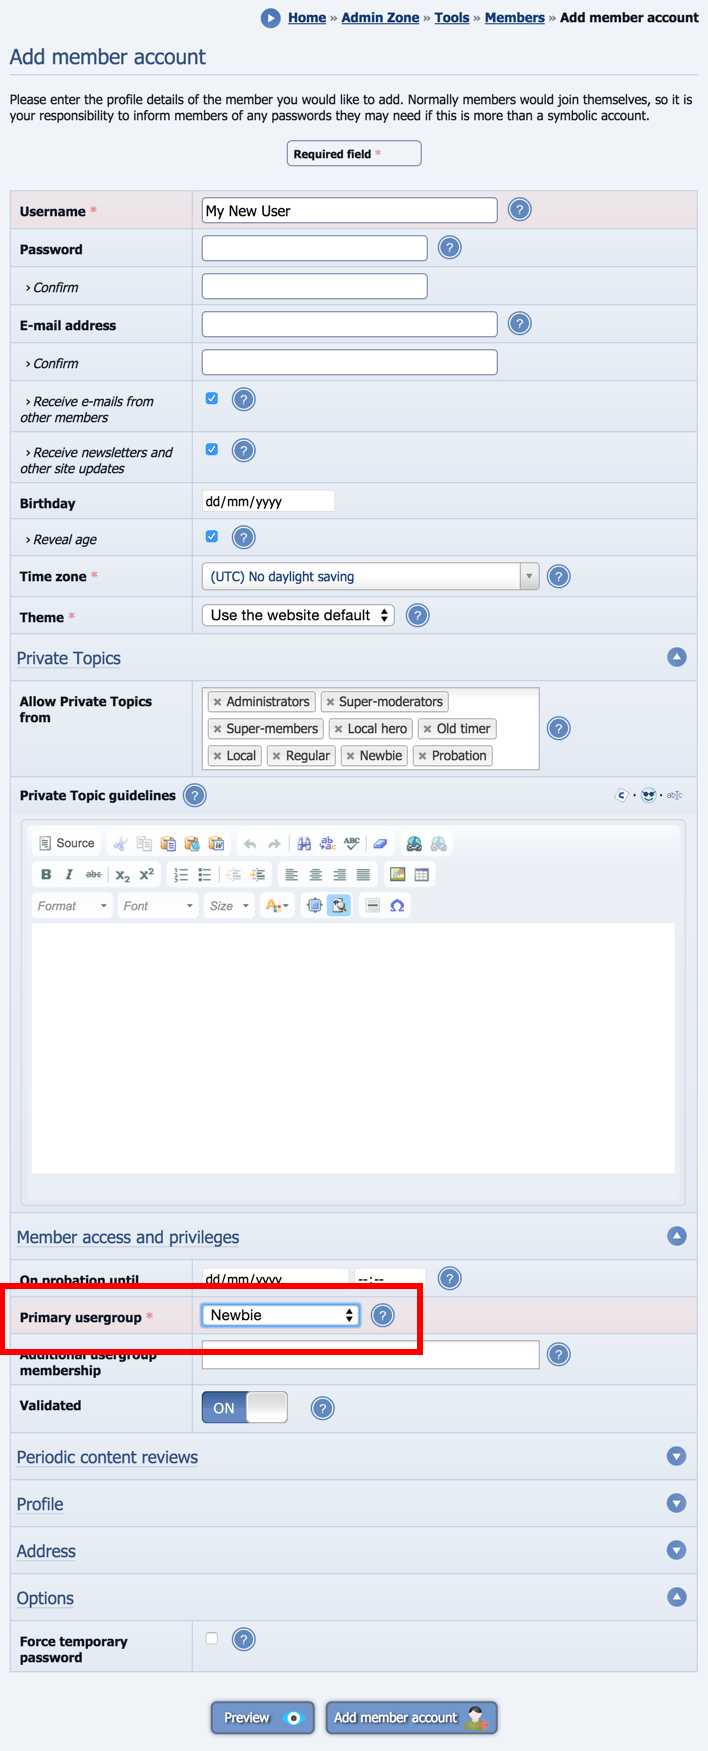 Home » Admin Zone » Tools » Members » Add member account
Add member account
Please enter the profile details of the member you would like to add. Normally members would join themselves, so it is
your responsibility to inform members of any passwords they may need if this is more than a symbolic account.
Required field *
Username * My New User ?
Password ?
› Confirm
E-mail address ?
› Confirm
› Receive e-mails from
other members ?
› Receive newsletters and
other site updates ?
Birthday dd/mm/yyyy
› Reveal age ?
Time zone * (UTC) No daylight saving ?
Theme * Use the website default ?
Private Topics
Allow Private Topics
from
× Administrators × Super-moderators
× Super-members × Local hero × Old timer ?
× Local × Regular × Newbie × Probation
Private Topic guidelines ?
Source
B I abc X₂ X²
Format Font Size A Ω
Member access and privileges
On probation until dd/mm/yyyy --:-- ?
Primary usergroup * Newbie ?
Additional usergroup
membership ?
Validated ON ?
Periodic content reviews
Profile
Address
Options
Force temporary
password ?
Preview Add member account